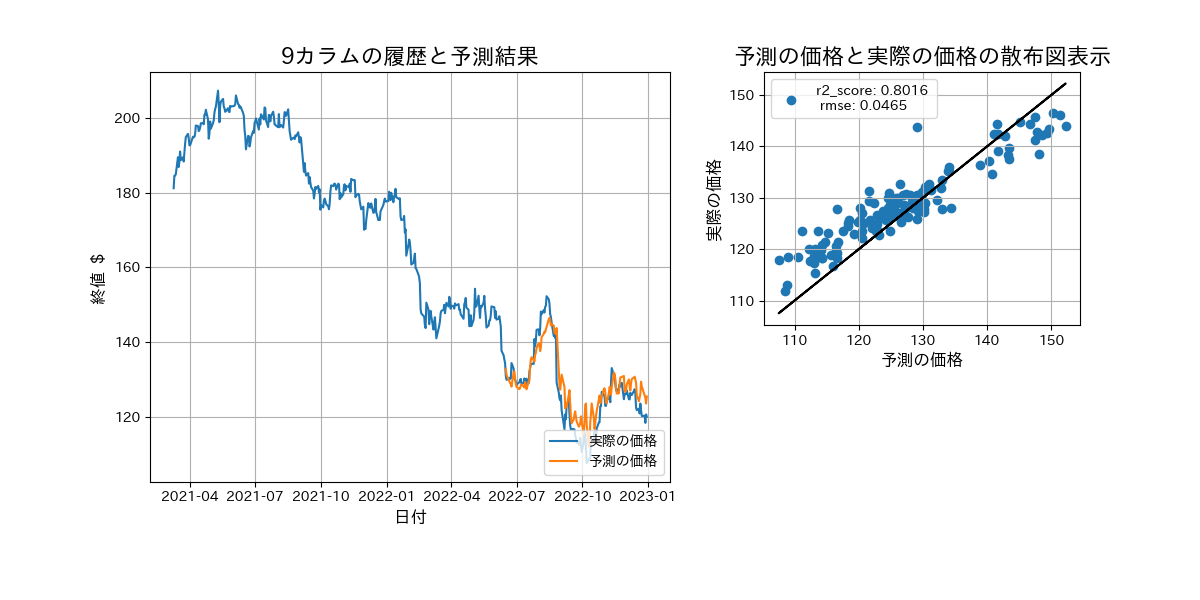 9カラムの履歴と予測結果
終値 $
200
180
160
140
120
2021-04 2021-07 2021-10 2022-01 2022-04 2022-07 2022-10 2023-01
日付
実際の価格
予測の価格
予測の価格と実際の価格の散布図表示
実際の価格
150
140
130
120
110
r2_score: 0.8016
rmse: 0.0465
110 120 130 140 150
予測の価格